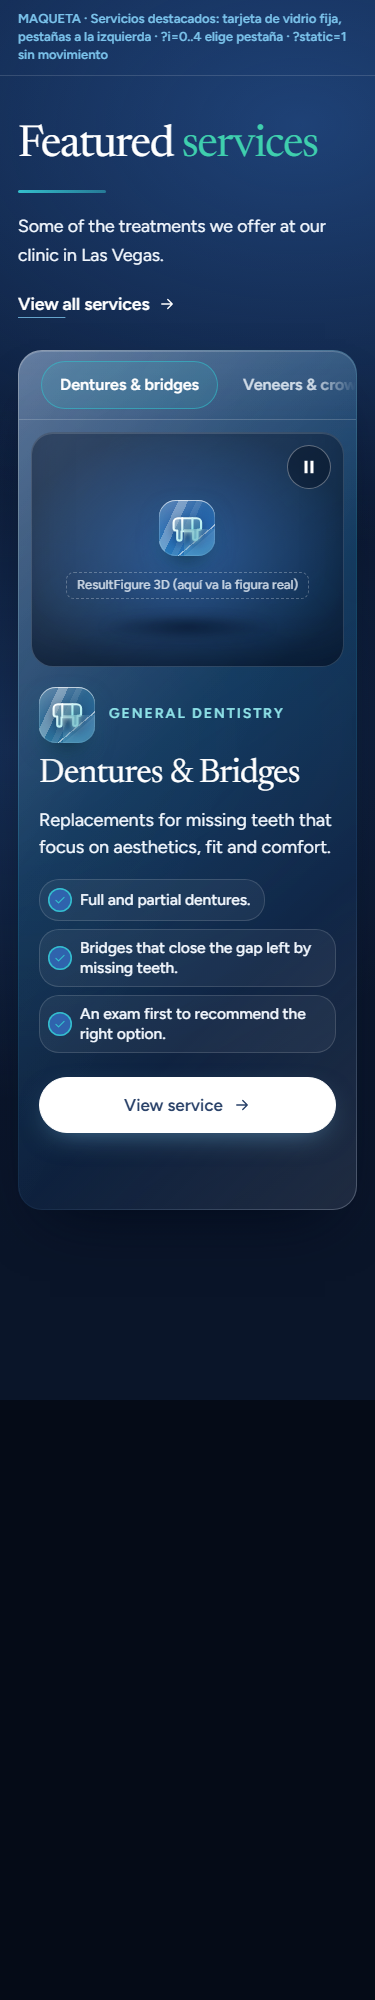 MAQUETA · Servicios destacados: tarjeta de vidrio fija,
pestañas a la izquierda · ?i=0..4 elige pestaña · ?static=1
sin movimiento
Featured services
Some of the treatments we offer at our
clinic in Las Vegas.
View all services →
Dentures & bridges
Veneers & crow
ResultFigure 3D (aquí va la figura real)
GENERAL DENTISTRY
Dentures & Bridges
Replacements for missing teeth that
focus on aesthetics, fit and comfort.
Full and partial dentures.
Bridges that close the gap left by
missing teeth.
An exam first to recommend the
right option.
View service →